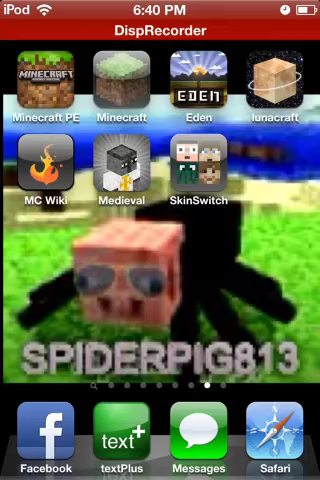 iPod 6:40 PM
DispRecorder
MINECRAFT
EDEN
Minecraft PE Minecraft Eden lunacraft
MC Wiki Medieval SkinSwitch
SPIDERPIG813
text+
Facebook textPlus Messages Safari